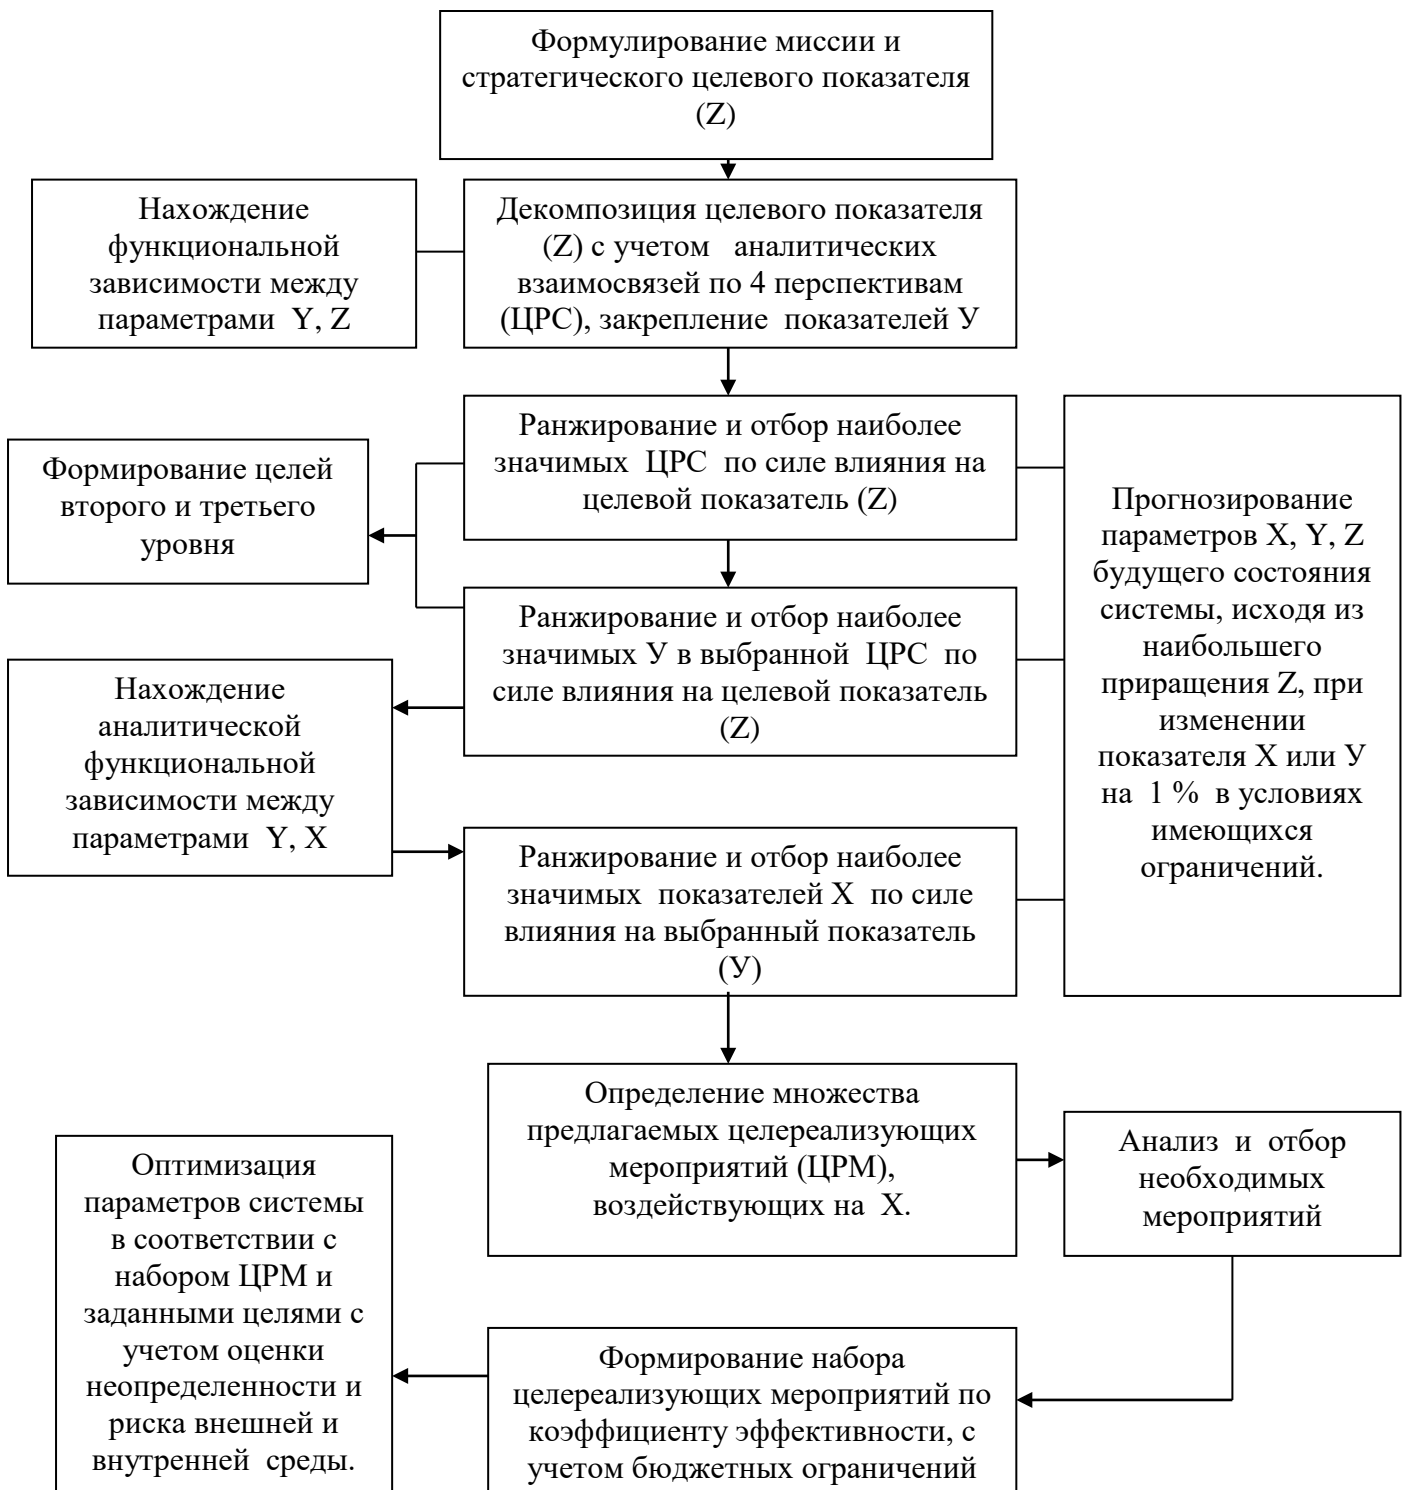 Формулирование миссии и
стратегического целевого показателя
(Z)
Нахождение
функциональной
зависимости между
параметрами Y, Z
Декомпозиция целевого показателя
(Z) с учетом аналитических
взаимосвязей по 4 перспективам
(ЦРС), закрепление показателей У
Ранжирование и отбор наиболее
значимых ЦРС по силе влияния на
целевой показатель (Z)
Формирование целей
второго и третьего
уровня
Прогнозирование
параметров X, Y, Z
будущего состояния
системы, исходя из
наибольшего
приращения Z, при
изменении
показателя X или У
на 1 % в условиях
имеющихся
ограничений.
Ранжирование и отбор наиболее
значимых У в выбранной ЦРС по
силе влияния на целевой показатель
(Z)
Нахождение
аналитической
функциональной
зависимости между
параметрами Y, X
Ранжирование и отбор наиболее
значимых показателей X по силе
влияния на выбранный показатель
(У)
Определение множества
предлагаемых целереализующих
мероприятий (ЦРМ),
воздействующих на X.
Анализ и отбор
необходимых
мероприятий
Оптимизация
параметров системы
в соответствии с
набором ЦРМ и
заданными целями с
учетом оценки
неопределенности и
риска внешней и
внутренней среды.
Формирование набора
целереализующих мероприятий по
коэффициенту эффективности, с
учетом бюджетных ограничений